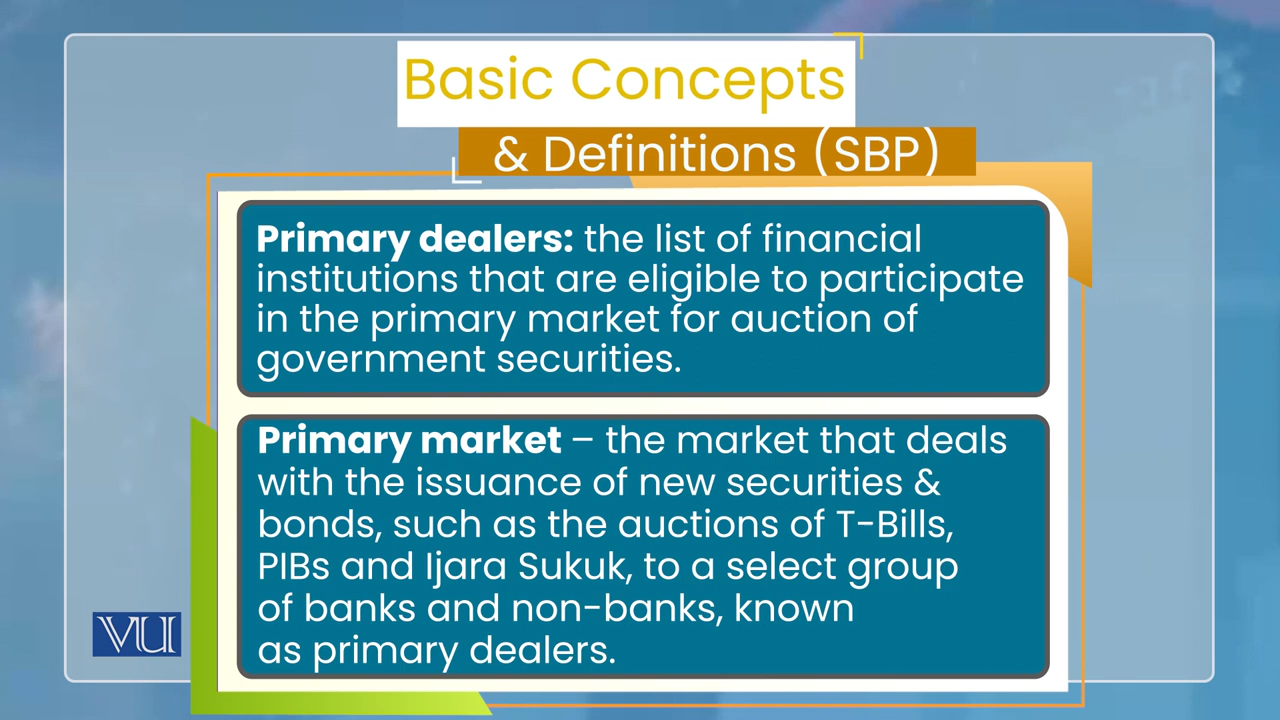 Basic Concepts
& Definitions (SBP)
Primary dealers: the list of financial
institutions that are eligible to participate
in the primary market for auction of
government securities.
Primary market – the market that deals
with the issuance of new securities &
bonds, such as the auctions of T-Bills,
PIBs and Ijara Sukuk, to a select group
of banks and non-banks, known
as primary dealers.
VU